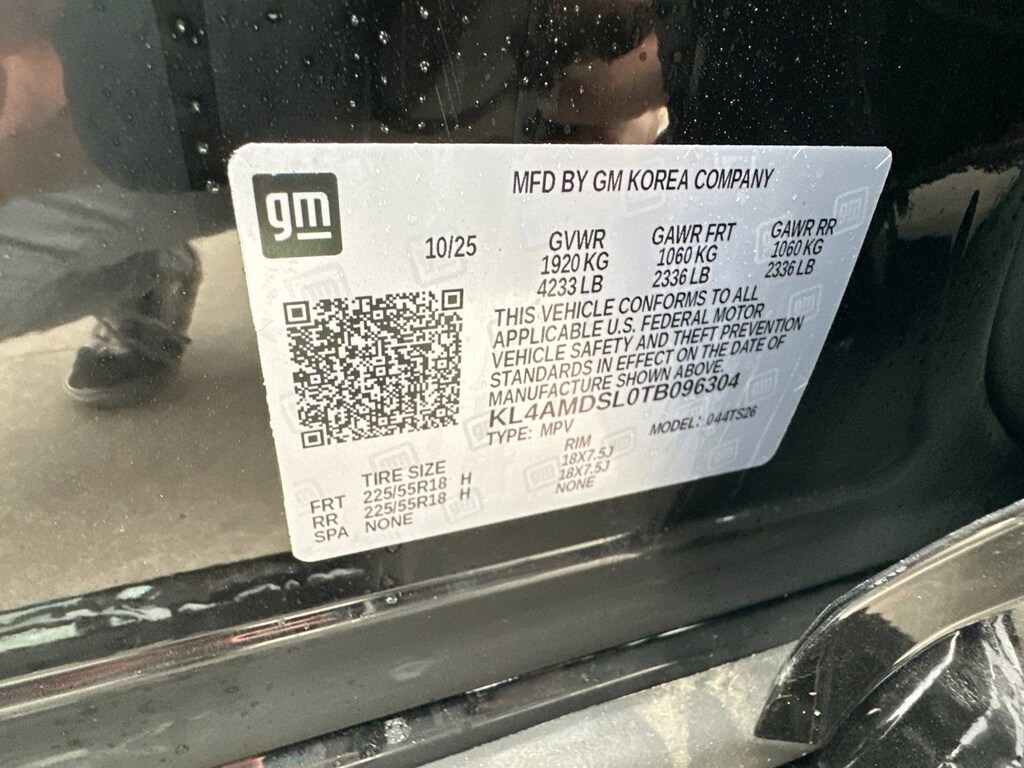 gm
MFD BY GM KOREA COMPANY
10/25
GVWR GAWR FRT GAWR RR
1920 KG 1060 KG 1060 KG
4233 LB 2336 LB 2336 LB
THIS VEHICLE CONFORMS TO ALL
APPLICABLE U.S. FEDERAL MOTOR
VEHICLE SAFETY AND THEFT PREVENTION
STANDARDS IN EFFECT ON THE DATE OF
MANUFACTURE SHOWN ABOVE.
KL4AMDSL0TB096304
TYPE: MPV MODEL: 044TS26
TIRE SIZE RIM
FRT 225/55R18 H 18X7.5J
RR 225/55R18 H 18X7.5J
SPA NONE NONE